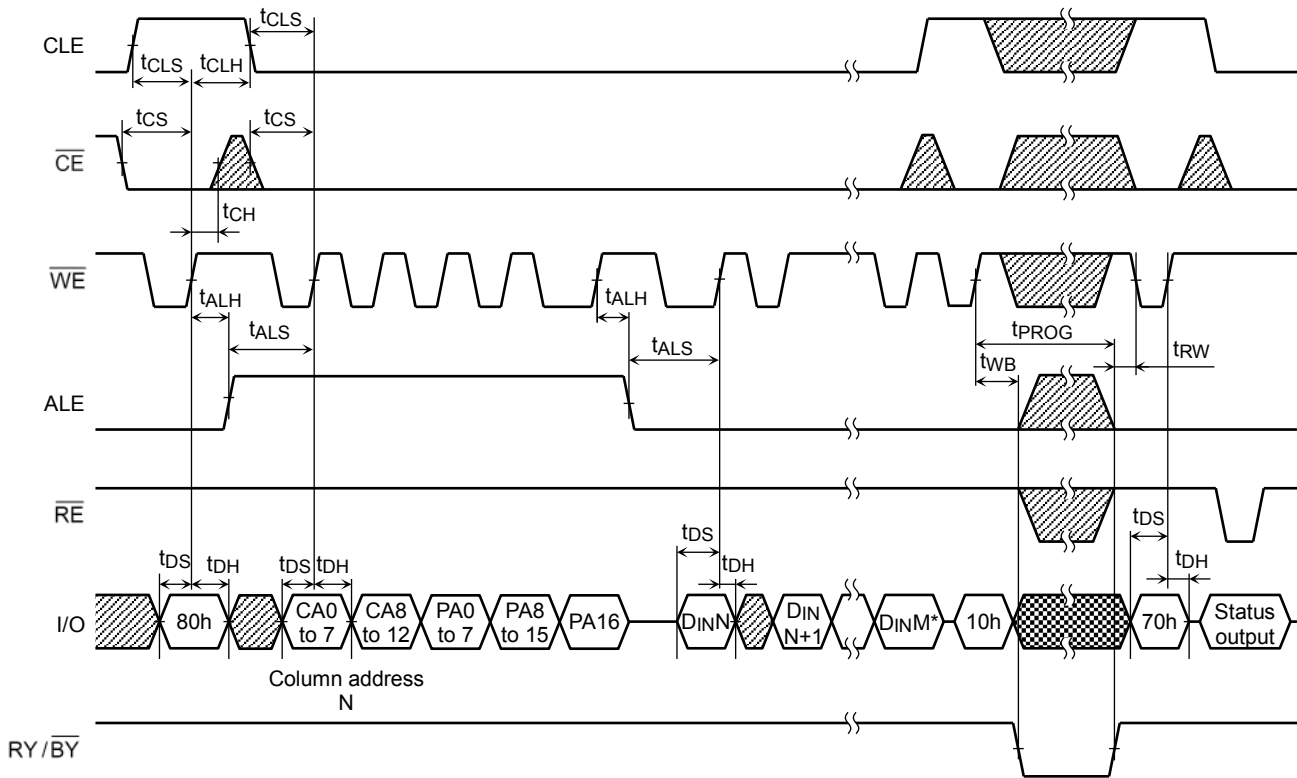 CLE
tCLS
tCLS
tCLH
CE
tCS
tCS
tCH
WE
tALH
tALS
tALH
tALS
tPROG
tWB
tRW
ALE
RE
I/O
tDS
tDH
tDS
tDH
tDS
tDH
tDS
tDH
80h
CA0
to 7
CA8
to 12
PA0
to 7
PA8
to 15
PA16
DINN
DIN
N+1
DINM*
10h
70h
Status
output
Column address
N
RY/BY